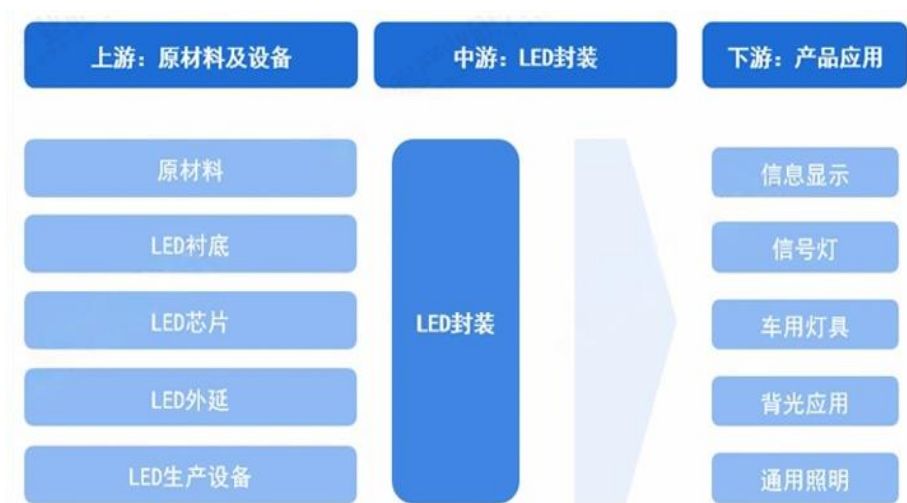 上游：原材料及设备
中游：LED封装
下游：产品应用
原材料
LED衬底
LED芯片
LED外延
LED生产设备
LED封装
信息显示
信号灯
车用灯具
背光应用
通用照明